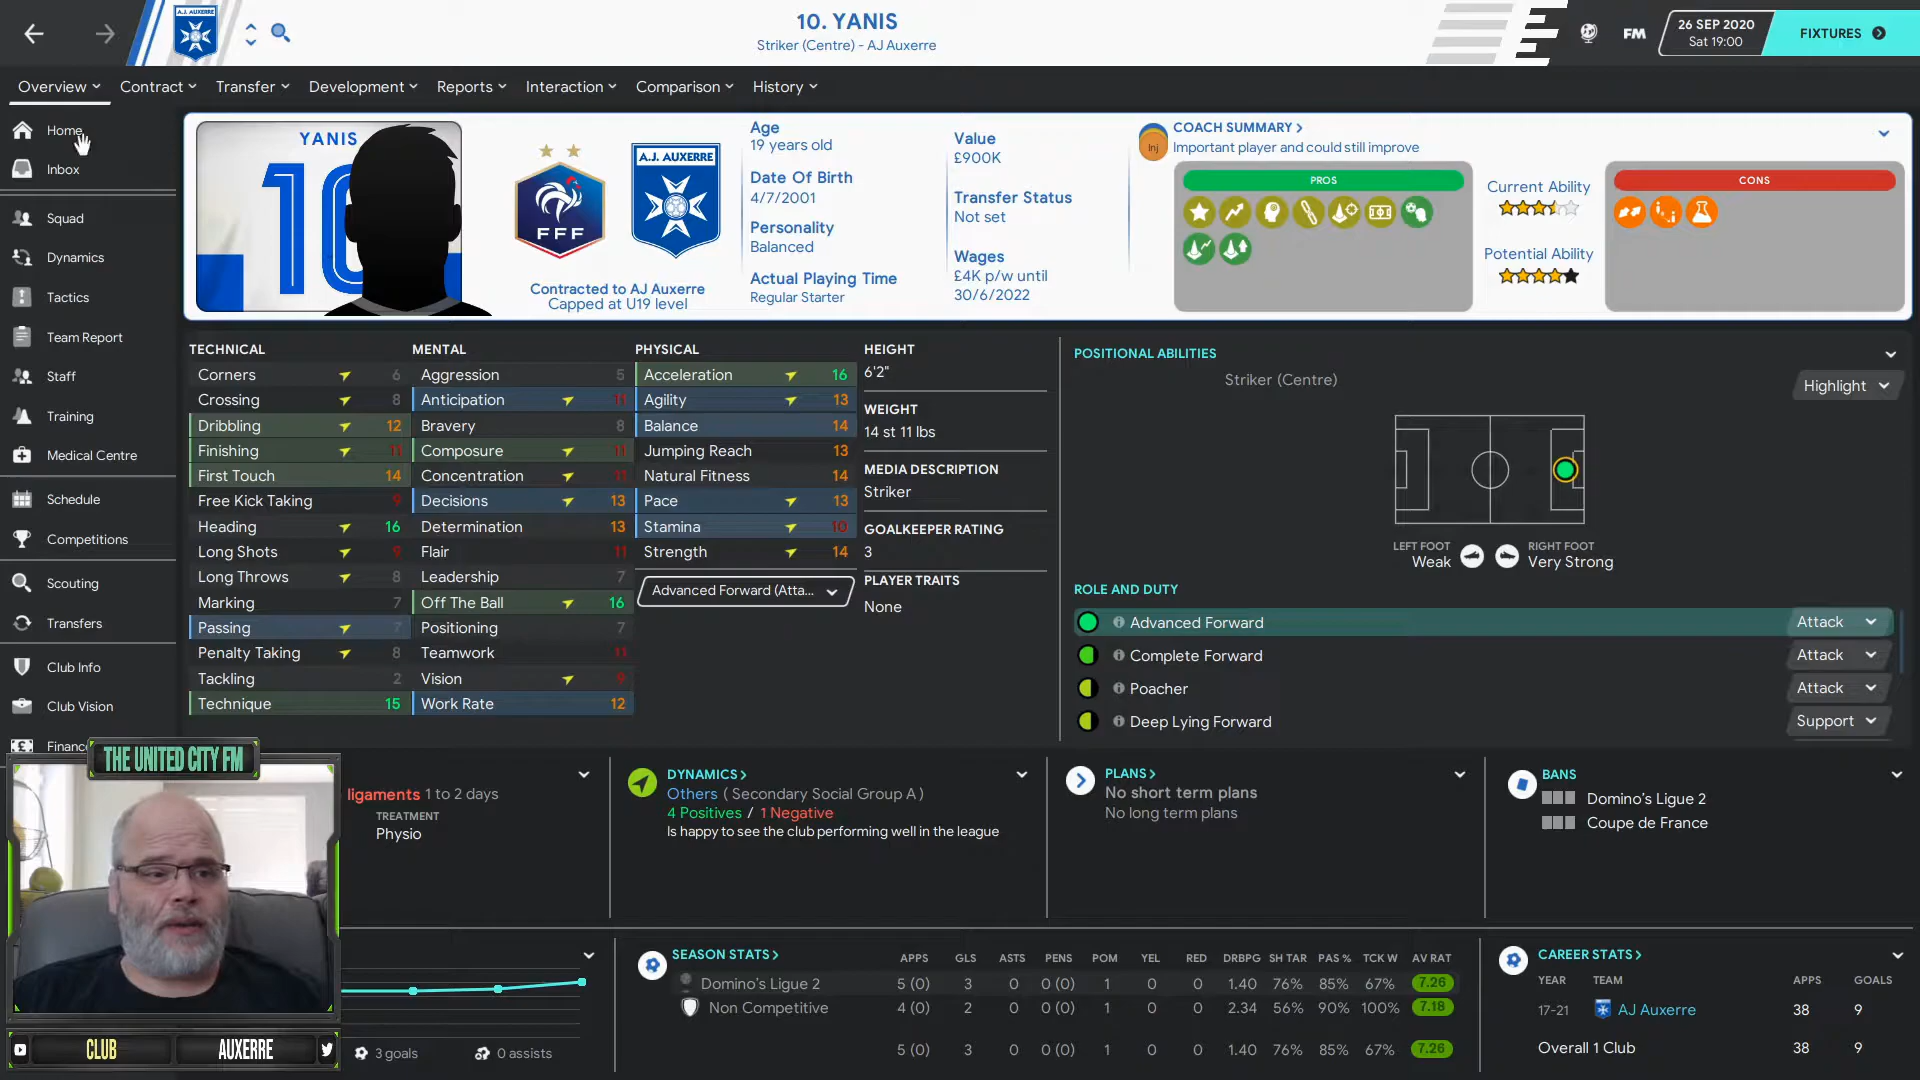 10. YANIS
Striker (Centre) - AJ Auxerre
FM
26 SEP 2020
Sat 19:00
FIXTURES
Overview
Contract
Transfer
Development
Reports
Interaction
Comparison
History
Home
Inbox
Squad
Dynamics
Tactics
Team Report
Staff
Training
Medical Centre
Schedule
Competitions
Scouting
Transfers
Club Info
Club Vision
Financ
YANIS
10
FFF
A.J. AUXERRE
Contracted to AJ Auxerre
Capped at U19 level
Age
19 years old
Date Of Birth
4/7/2001
Personality
Balanced
Actual Playing Time
Regular Starter
Value
£900K
Transfer Status
Not set
Wages
£4K p/w until
30/6/2022
Inj
COACH SUMMARY >
Important player and could still improve
PROS
Current Ability
Potential Ability
CONS
TECHNICAL
Corners 6
Crossing 8
Dribbling 12
Finishing 11
First Touch 14
Free Kick Taking 9
Heading 16
Long Shots 9
Long Throws 8
Marking 7
Passing 7
Penalty Taking 8
Tackling 2
Technique 15
MENTAL
Aggression 5
Anticipation 11
Bravery 8
Composure 11
Concentration 11
Decisions 13
Determination 13
Flair 11
Leadership 7
Off The Ball 16
Positioning 7
Teamwork 11
Vision 9
Work Rate 12
PHYSICAL
Acceleration 16
Agility 13
Balance 14
Jumping Reach 13
Natural Fitness 14
Pace 13
Stamina 10
Strength 14
Advanced Forward (Atta...
HEIGHT
6'2"
WEIGHT
14 st 11 lbs
MEDIA DESCRIPTION
Striker
GOALKEEPER RATING
3
PLAYER TRAITS
None
POSITIONAL ABILITIES
Striker (Centre)
Highlight
LEFT FOOT
Weak
RIGHT FOOT
Very Strong
ROLE AND DUTY
Advanced Forward Attack
Complete Forward Attack
Poacher Attack
Deep Lying Forward Support
THE UNITED CITY FM
CLUB AUXERRE
ligaments 1 to 2 days
TREATMENT
Physio
DYNAMICS >
Others ( Secondary Social Group A )
4 Positives / 1 Negative
Is happy to see the club performing well in the league
PLANS >
No short term plans
No long term plans
BANS
Domino's Ligue 2
Coupe de France
3 goals
0 assists
SEASON STATS > APPS GLS ASTS PENS POM YEL RED DRBPG SH TAR PAS % TCK W AV RAT
Domino's Ligue 2 5 (0) 3 0 0 (0) 1 0 0 1.40 76% 85% 67% 7.26
Non Competitive 4 (0) 2 0 0 (0) 1 0 0 2.34 56% 90% 100% 7.18
5 (0) 3 0 0 (0) 1 0 0 1.40 76% 85% 67% 7.26
CAREER STATS >
YEAR TEAM APPS GOALS
17-21 AJ Auxerre 38 9
Overall 1 Club 38 9